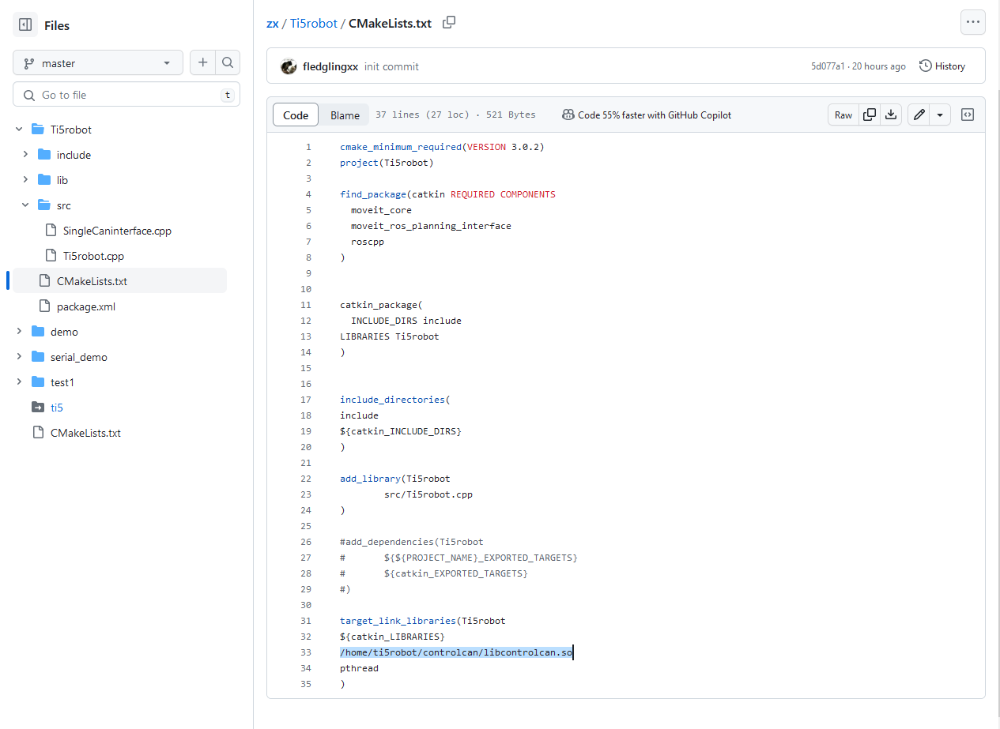 Files
master
Go to file
t
Ti5robot
include
lib
src
SingleCaninterface.cpp
Ti5robot.cpp
CMakeLists.txt
package.xml
demo
serial_demo
test1
ti5
CMakeLists.txt
zx / Ti5robot / CMakeLists.txt
fledglingxx init commit
5d077a1 · 20 hours ago
History
Code Blame 37 lines (27 loc) · 521 Bytes
Code 55% faster with GitHub Copilot
Raw
1 cmake_minimum_required(VERSION 3.0.2)
2 project(Ti5robot)
3
4 find_package(catkin REQUIRED COMPONENTS
5   moveit_core
6   moveit_ros_planning_interface
7   roscpp
8 )
9
10
11 catkin_package(
12   INCLUDE_DIRS include
13 LIBRARIES Ti5robot
14 )
15
16
17 include_directories(
18 include
19 ${catkin_INCLUDE_DIRS}
20 )
21
22 add_library(Ti5robot
23         src/Ti5robot.cpp
24 )
25
26 #add_dependencies(Ti5robot
27 #       ${${PROJECT_NAME}_EXPORTED_TARGETS}
28 #       ${catkin_EXPORTED_TARGETS}
29 #)
30
31 target_link_libraries(Ti5robot
32 ${catkin_LIBRARIES}
33 /home/ti5robot/controlcan/libcontrolcan.so
34 pthread
35 )